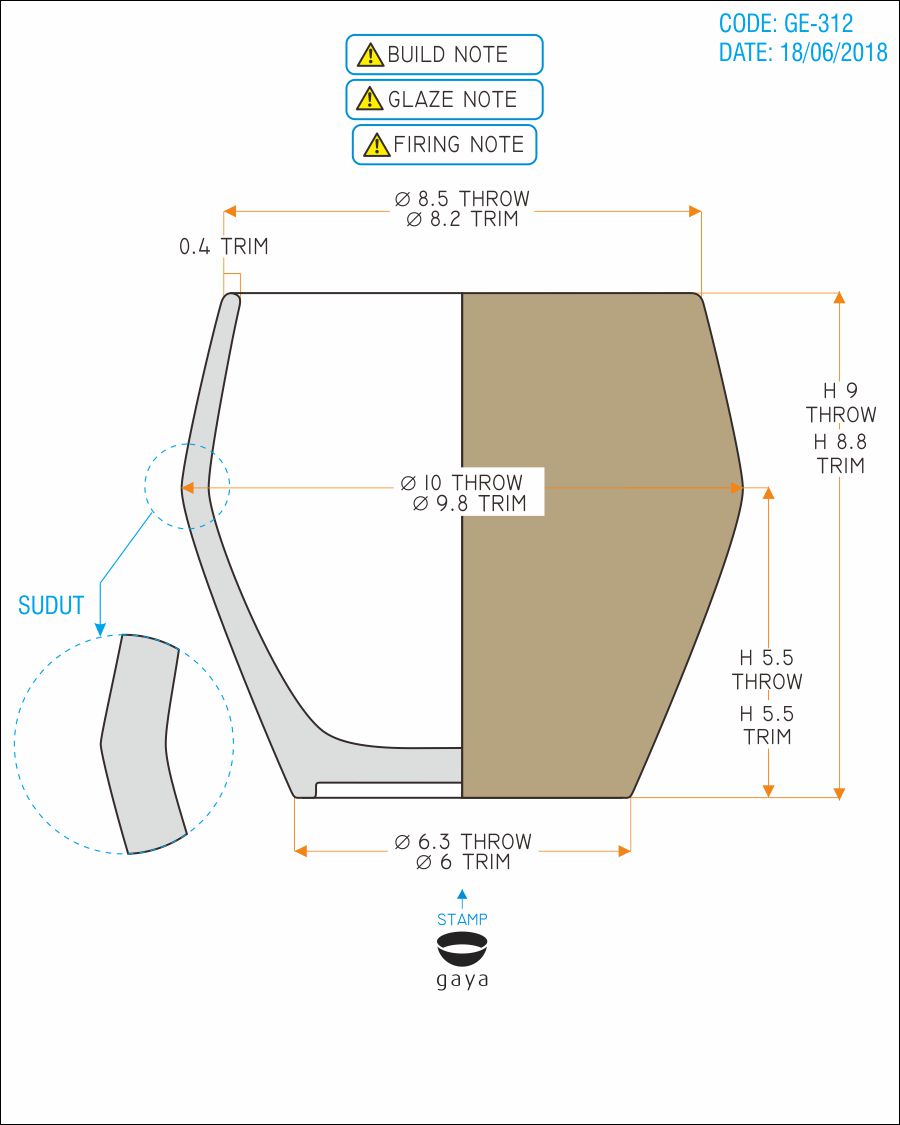 CODE: GE-312
DATE: 18/06/2018
BUILD NOTE
GLAZE NOTE
FIRING NOTE
Ø 8.5 THROW
Ø 8.2 TRIM
0.4 TRIM
H 9
THROW
H 8.8
TRIM
Ø 10 THROW
Ø 9.8 TRIM
SUDUT
H 5.5
THROW
H 5.5
TRIM
Ø 6.3 THROW
Ø 6 TRIM
STAMP
gaya